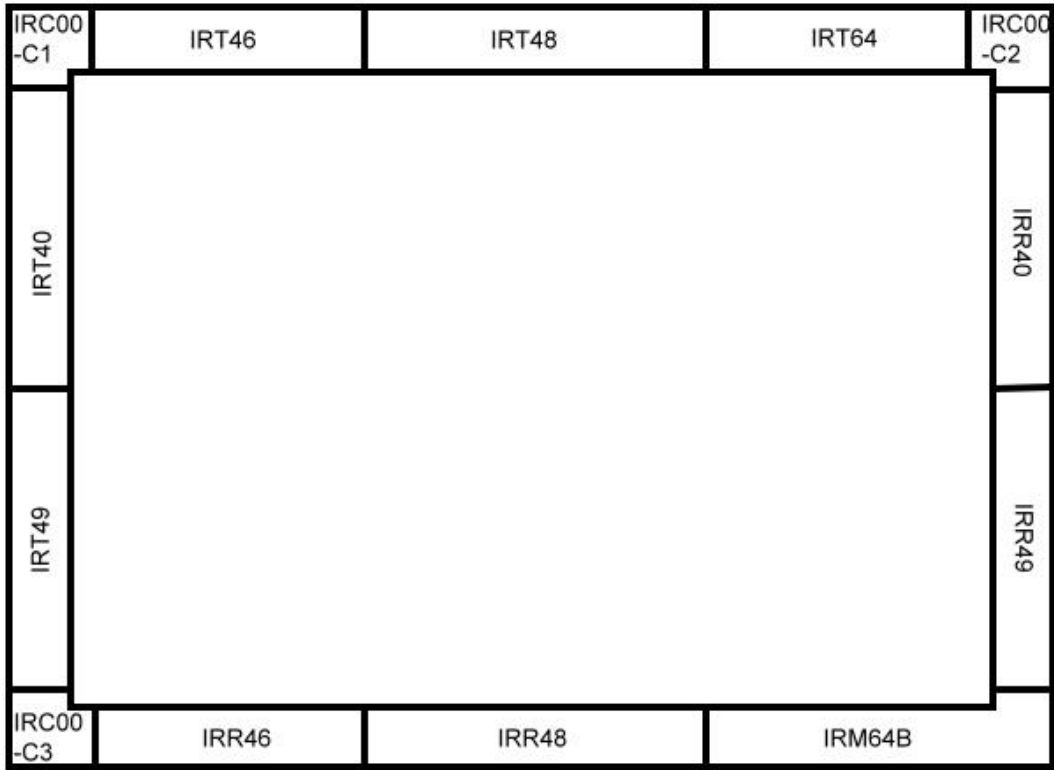 IRC00
-C1
IRT46
IRT48
IRT64
IRC00
-C2
IRT40
IRR40
IRT49
IRR49
IRC00
-C3
IRR46
IRR48
IRM64B